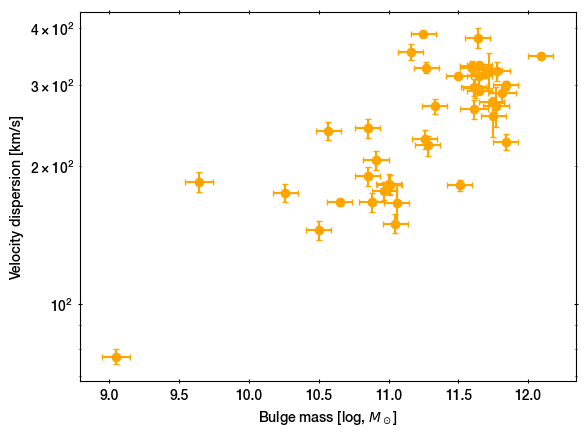 4 × 10²
3 × 10²
2 × 10²
10²
Velocity dispersion [km/s]
9.0 9.5 10.0 10.5 11.0 11.5 12.0
Bulge mass [log, M⊙]